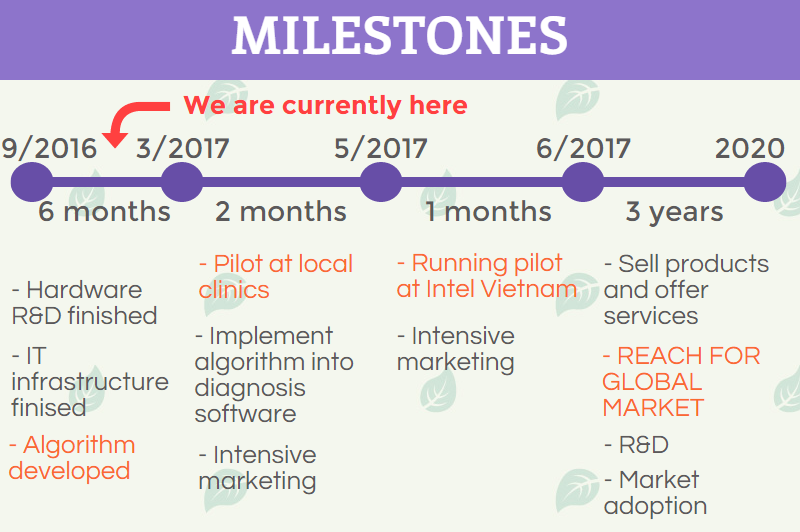 MILESTONES
We are currently here
9/2016 3/2017 5/2017 6/2017 2020
6 months 2 months 1 months 3 years
- Hardware
R&D finished
- IT
infrastructure
finised
- Algorithm
developed
- Pilot at local
clinics
- Implement
algorithm into
diagnosis
software
- Intensive
marketing
- Running pilot
at Intel Vietnam
- Intensive
marketing
- Sell products
and offer
services
- REACH FOR
GLOBAL
MARKET
- R&D
- Market
adoption